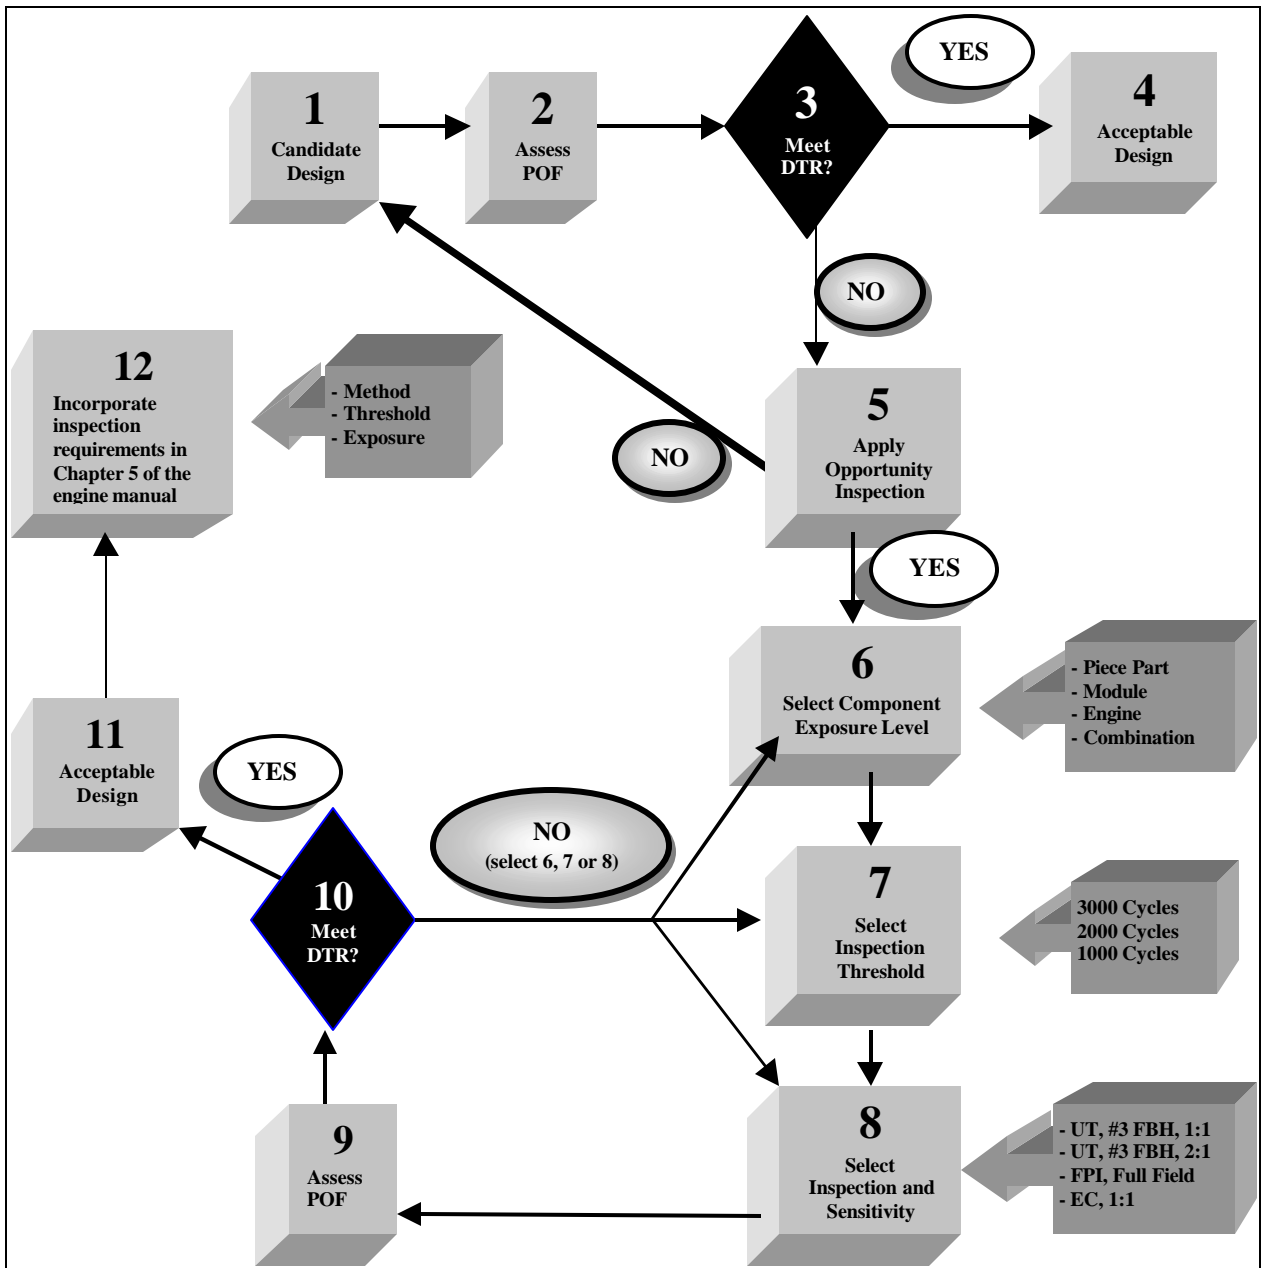 1
Candidate
Design
2
Assess
POF
3
Meet
DTR?
YES
4
Acceptable
Design
NO
5
Apply
Opportunity
Inspection
NO
YES
6
Select Component
Exposure Level
- Piece Part
- Module
- Engine
- Combination
7
Select
Inspection
Threshold
3000 Cycles
2000 Cycles
1000 Cycles
8
Select
Inspection and
Sensitivity
- UT, #3 FBH, 1:1
- UT, #3 FBH, 2:1
- FPI, Full Field
- EC, 1:1
9
Assess
POF
10
Meet
DTR?
NO
(select 6, 7 or 8)
YES
11
Acceptable
Design
12
Incorporate
inspection
requirements in
Chapter 5 of the
engine manual
- Method
- Threshold
- Exposure